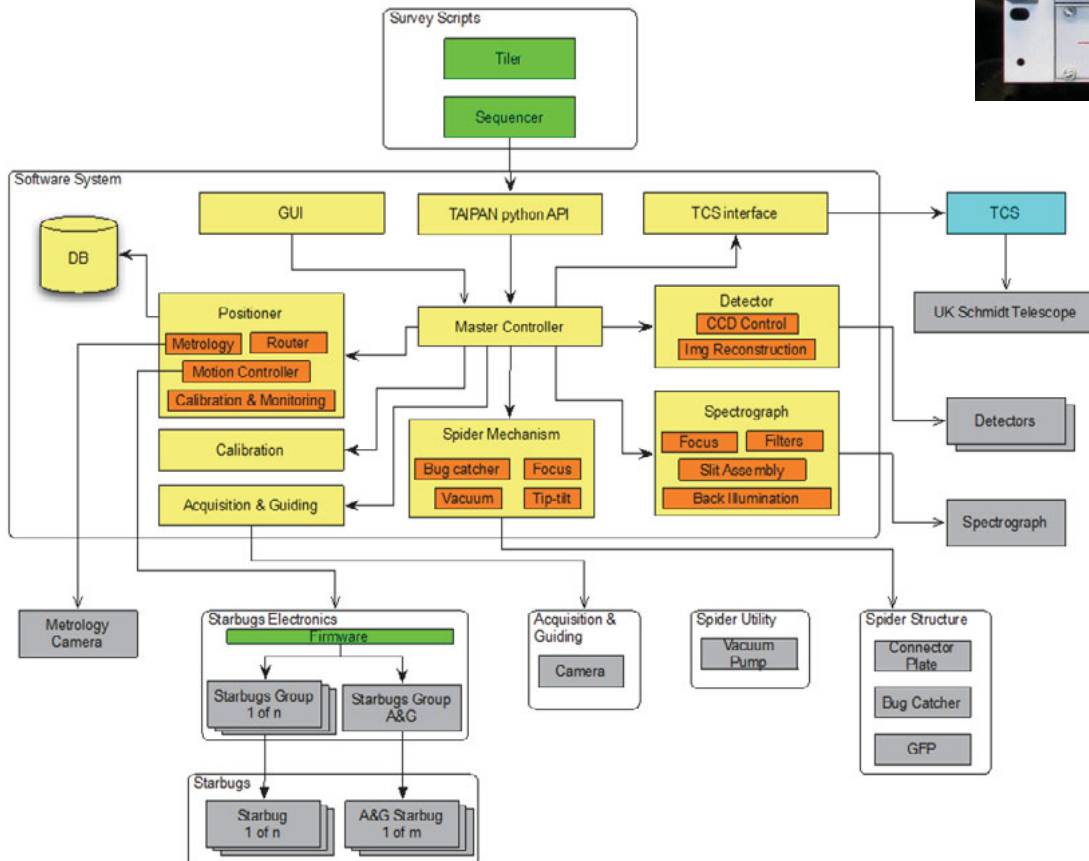 Survey Scripts
Tiler
Sequencer
Software System
GUI
TAIPAN python API
TCS interface
TCS
DB
UK Schmidt Telescope
Positioner
Metrology
Router
Motion Controller
Calibration & Monitoring
Master Controller
Detector
CCD Control
Img Reconstruction
Calibration
Spider Mechanism
Bug catcher
Focus
Vacuum
Tip-tilt
Spectrograph
Focus
Filters
Slit Assembly
Back Illumination
Detectors
Acquisition & Guiding
Spectrograph
Metrology
Camera
Starbugs Electronics
Firmware
Starbugs Group
1 of n
Starbugs Group
A&G
Acquisition &
Guiding
Camera
Spider Utility
Vacuum
Pump
Spider Structure
Connector
Plate
Bug Catcher
GFP
Starbugs
Starbug
1 of n
A&G Starbug
1 of m